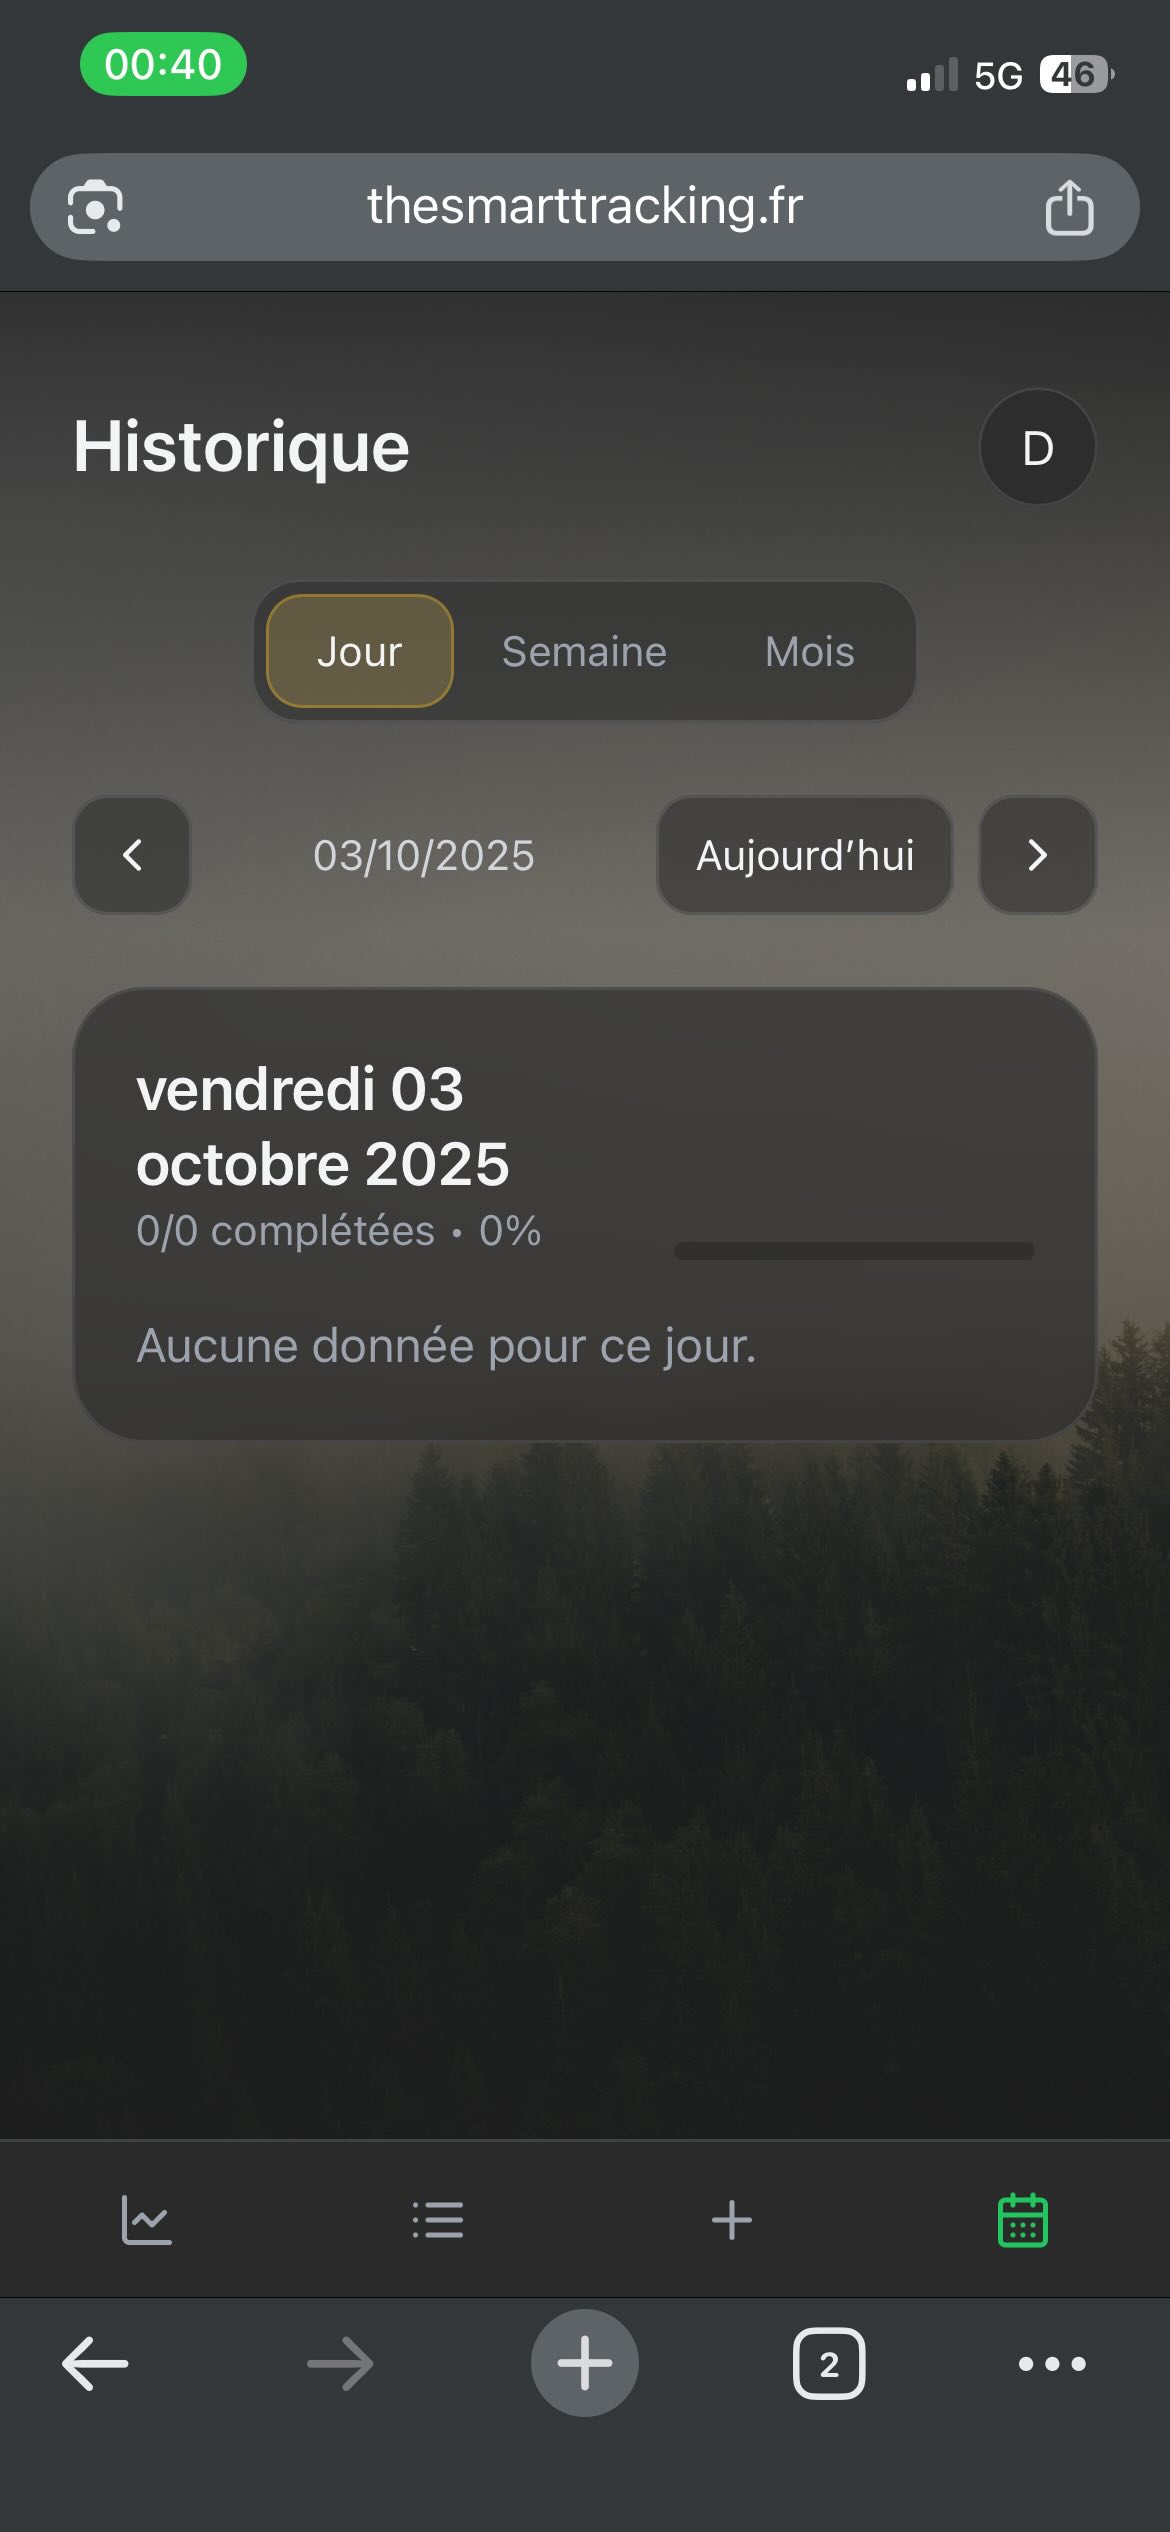 00:40
5G 46
thesmarttracking.fr
Historique
D
Jour Semaine Mois
03/10/2025 Aujourd’hui
vendredi 03
octobre 2025
0/0 complétées • 0%
Aucune donnée pour ce jour.
2